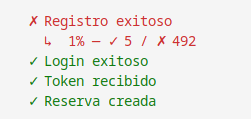 ✗ Registro exitoso
↳ 1% — ✓ 5 / ✗ 492
✓ Login exitoso
✓ Token recibido
✓ Reserva creada